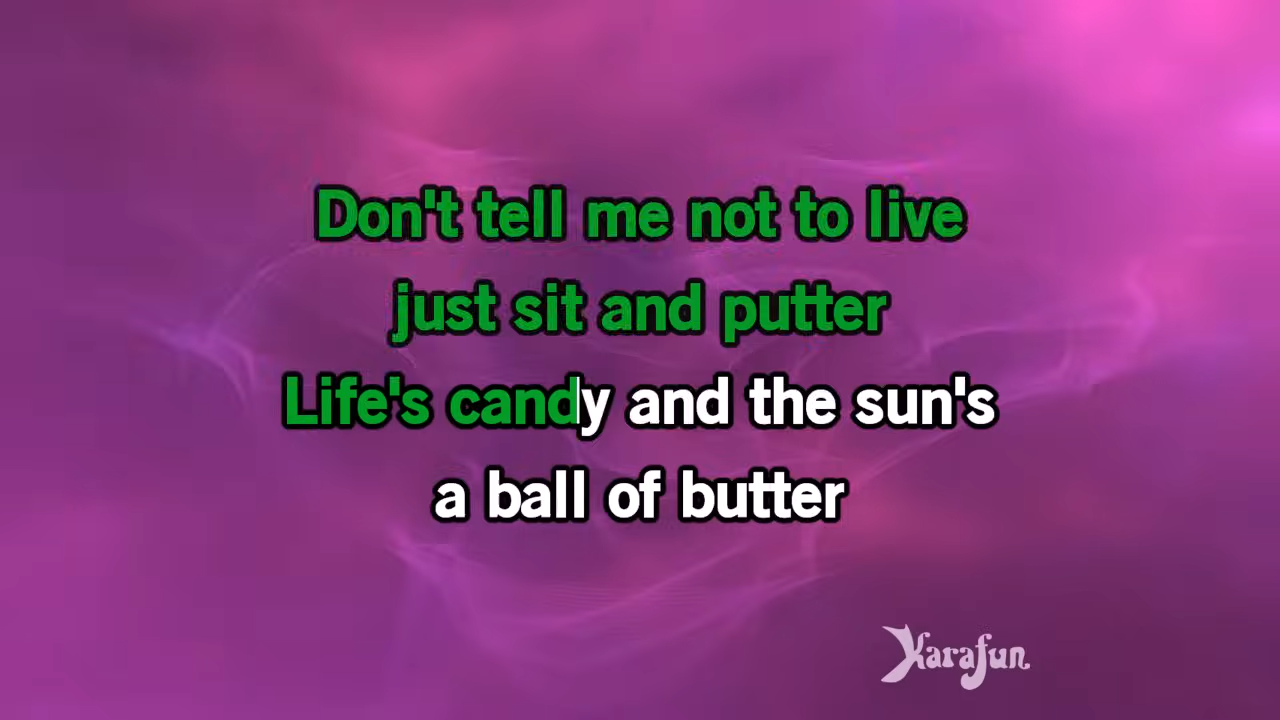 Don't tell me not to live
just sit and putter
Life's candy and the sun's
a ball of butter
Karafun